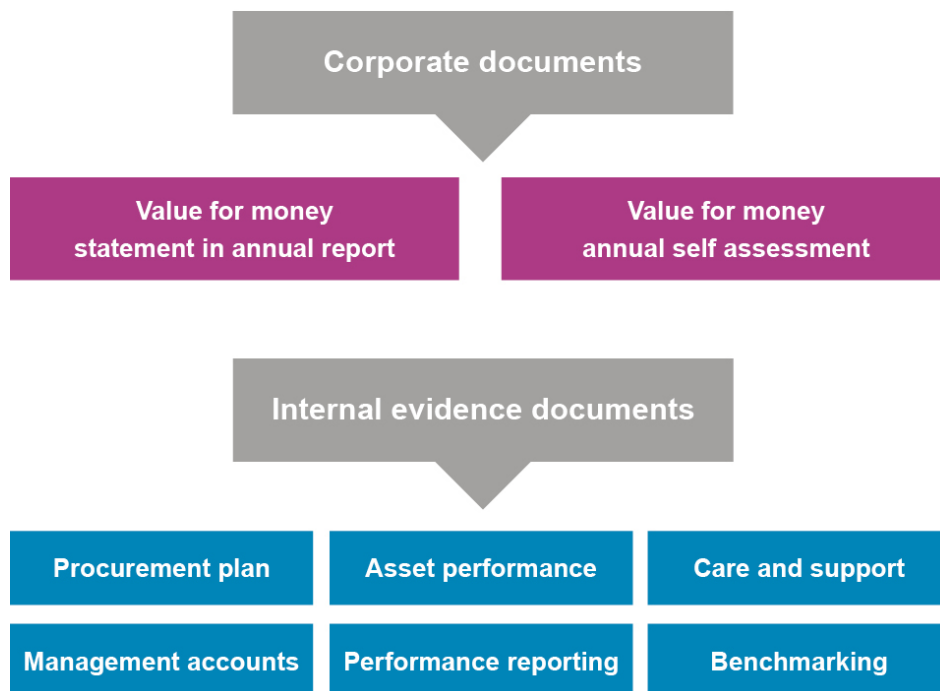 Corporate documents
Value for money
statement in annual report
Value for money
annual self assessment
Internal evidence documents
Procurement plan
Asset performance
Care and support
Management accounts
Performance reporting
Benchmarking